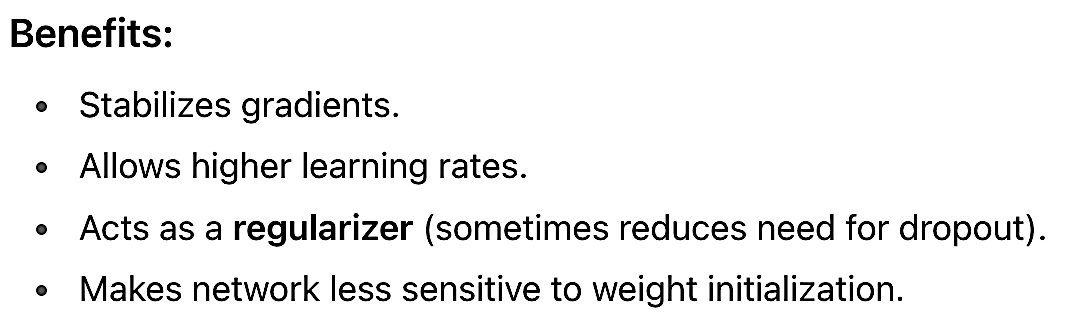 Benefits:
Stabilizes gradients.
Allows higher learning rates.
Acts as a regularizer (sometimes reduces need for dropout).
Makes network less sensitive to weight initialization.